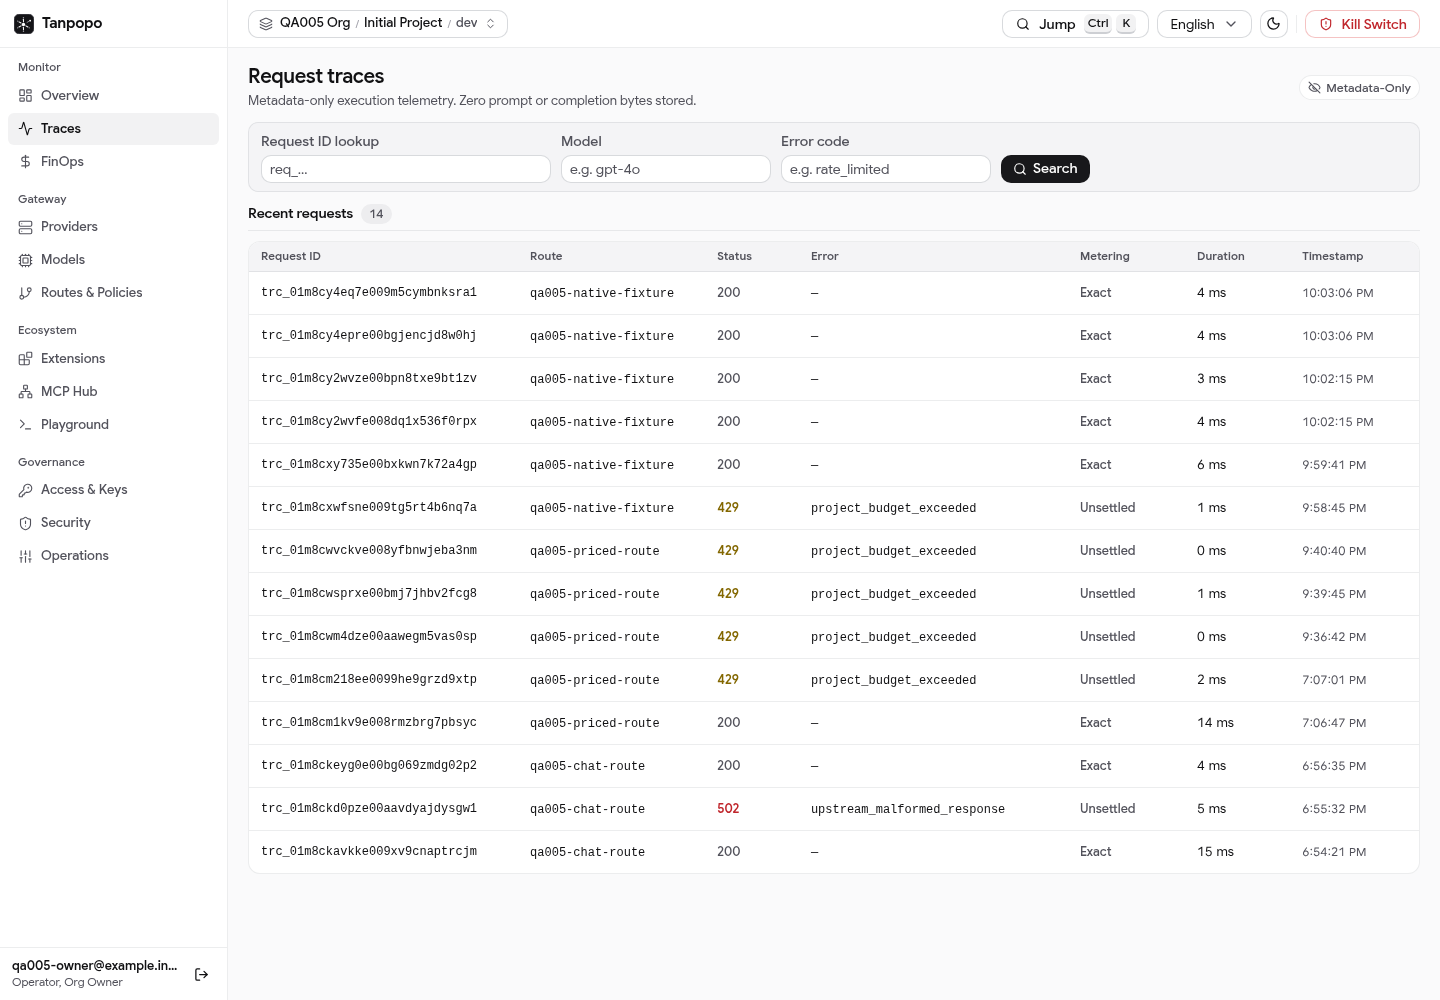 Tanpopo
QA005 Org / Initial Project / dev
Jump Ctrl K
English
Kill Switch
Monitor
Overview
Traces
FinOps
Gateway
Providers
Models
Routes & Policies
Ecosystem
Extensions
MCP Hub
Playground
Governance
Access & Keys
Security
Operations
qa005-owner@example.in...
Operator, Org Owner
Request traces
Metadata-only execution telemetry. Zero prompt or completion bytes stored.
Metadata-Only
Request ID lookup Model Error code
req_... e.g. gpt-4o e.g. rate_limited Search
Recent requests 14
Request ID Route Status Error Metering Duration Timestamp
trc_01m8cy4eq7e009m5cymbnksra1 qa005-native-fixture 200 — Exact 4 ms 10:03:06 PM
trc_01m8cy4epre00bgjencjd8w0hj qa005-native-fixture 200 — Exact 4 ms 10:03:06 PM
trc_01m8cy2wvze00bpn8txe9bt1zv qa005-native-fixture 200 — Exact 3 ms 10:02:15 PM
trc_01m8cy2wvfe008dq1x536f0rpx qa005-native-fixture 200 — Exact 4 ms 10:02:15 PM
trc_01m8cxy735e00bxkwn7k72a4gp qa005-native-fixture 200 — Exact 6 ms 9:59:41 PM
trc_01m8cxwfsne009tg5rt4b6nq7a qa005-native-fixture 429 project_budget_exceeded Unsettled 1 ms 9:58:45 PM
trc_01m8cwvckve008yfbnwjeba3nm qa005-priced-route 429 project_budget_exceeded Unsettled 0 ms 9:40:40 PM
trc_01m8cwsprxe00bmj7jhbv2fcg8 qa005-priced-route 429 project_budget_exceeded Unsettled 1 ms 9:39:45 PM
trc_01m8cwm4dze00aawegm5vas0sp qa005-priced-route 429 project_budget_exceeded Unsettled 0 ms 9:36:42 PM
trc_01m8cm218ee0099he9grzd9xtp qa005-priced-route 429 project_budget_exceeded Unsettled 2 ms 7:07:01 PM
trc_01m8cm1kv9e008rmzbrg7pbsyc qa005-priced-route 200 — Exact 14 ms 7:06:47 PM
trc_01m8ckeyg0e00bg069zmdg02p2 qa005-chat-route 200 — Exact 4 ms 6:56:35 PM
trc_01m8ckd0pze00aavdyajdysgw1 qa005-chat-route 502 upstream_malformed_response Unsettled 5 ms 6:55:32 PM
trc_01m8ckavkke009xv9cnaptrcjm qa005-chat-route 200 — Exact 15 ms 6:54:21 PM